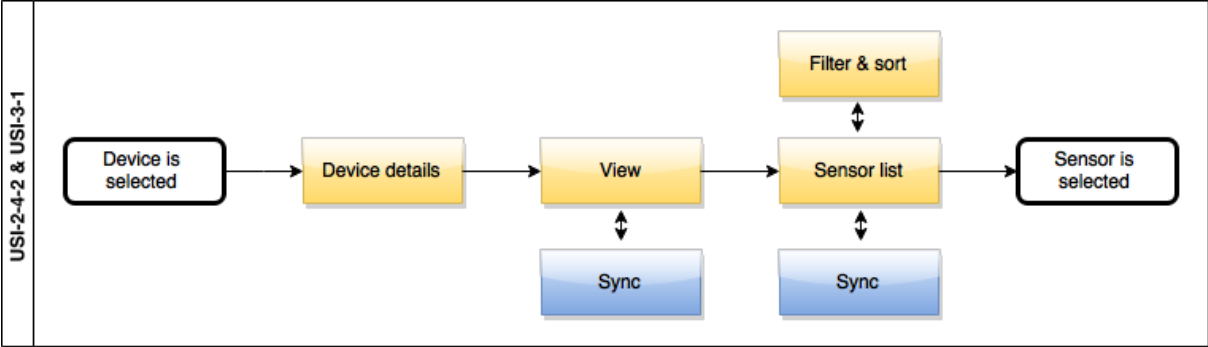 USI-2-4-2 & USI-3-1
Filter & sort
Device is
selected
Device details
View
Sensor list
Sensor is
selected
Sync
Sync